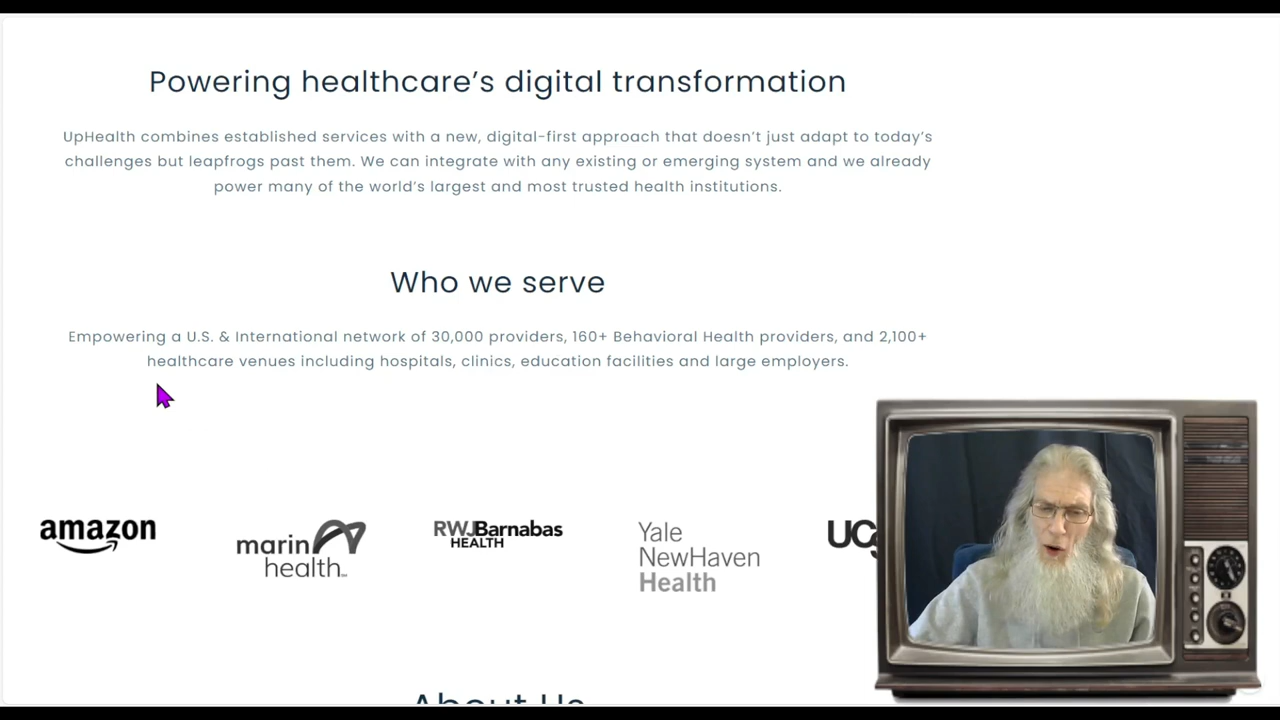 Powering healthcare's digital transformation
UpHealth combines established services with a new, digital-first approach that doesn't just adapt to today's
challenges but leapfrogs past them. We can integrate with any existing or emerging system and we already
power many of the world's largest and most trusted health institutions.
Who we serve
Empowering a U.S. & International network of 30,000 providers, 160+ Behavioral Health providers, and 2,100+
healthcare venues including hospitals, clinics, education facilities and large employers.
amazon
marin
health
RWJBarnabas
HEALTH
Yale
NewHaven
Health
UC
About Us